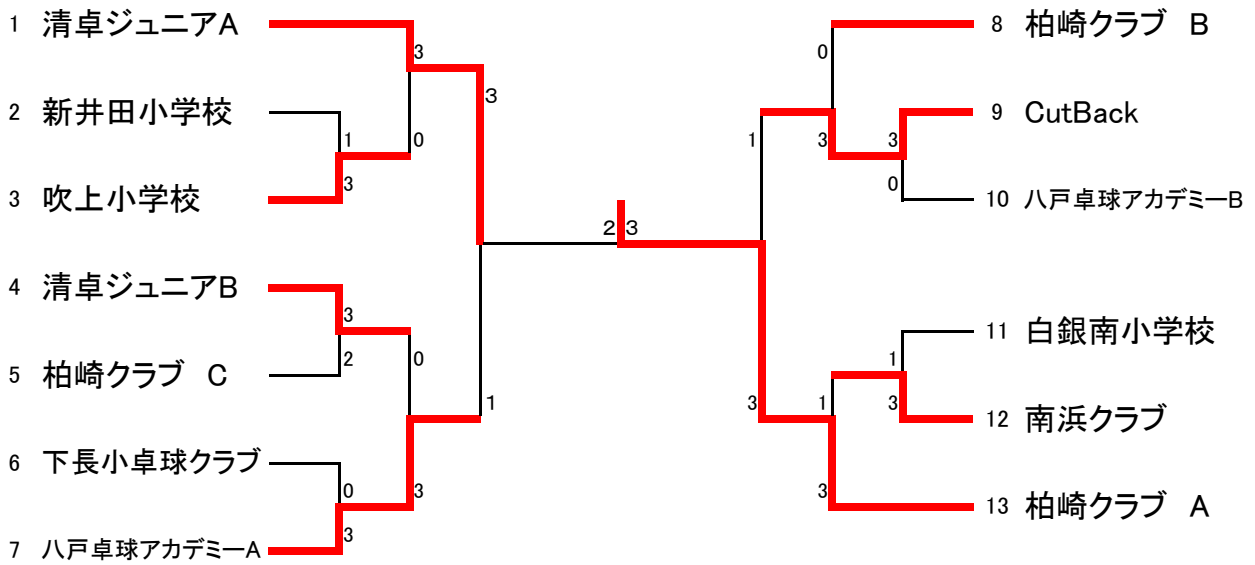 1 清卓ジュニアA
2 新井田小学校
3 吹上小学校
4 清卓ジュニアB
5 柏崎クラブ C
6 下長小卓球クラブ
7 八戸卓球アカデミーA
3
1
0
3
3
3
2
0
1
0
3
3
2 3
8 柏崎クラブ B
9 CutBack
10 八戸卓球アカデミーB
11 白銀南小学校
12 南浜クラブ
13 柏崎クラブ A
0
1
3
3
0
1
3
1
3
3